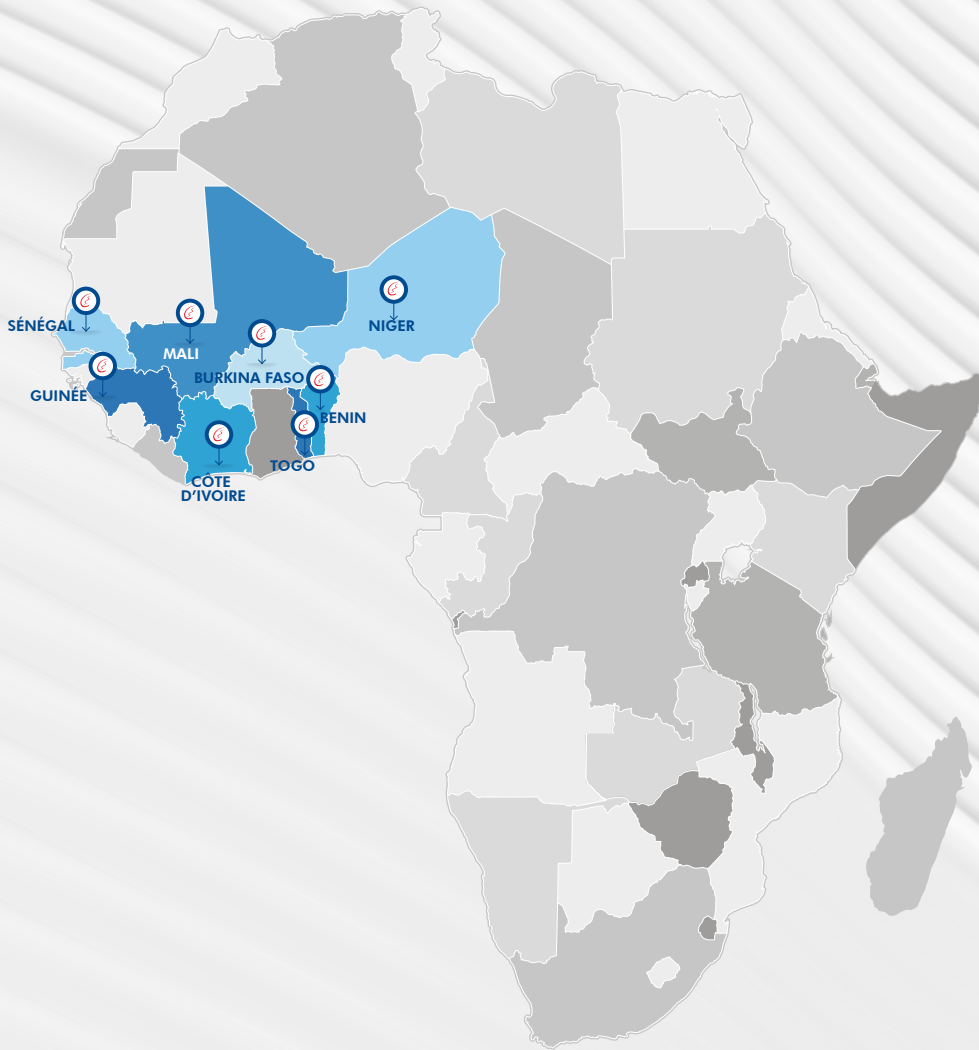 SÉNÉGAL
NIGER
MALI
BURKINA FASO
GUINÉE
BENIN
TOGO
CÔTE
D'IVOIRE